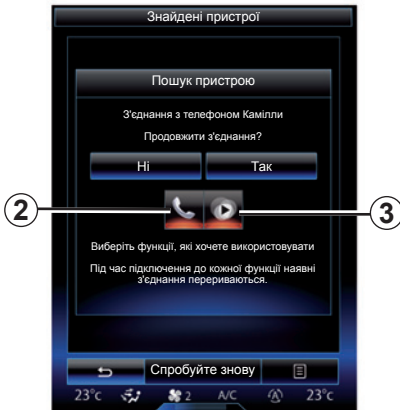 Знайдені пристрої
Пошук пристрою
З'єднання з телефоном Камілли
Продовжити з'єднання?
Ні Так
2 3
Виберіть функції, які хочете використовувати
Під час підключення до кожної функції наявні
з'єднання перериваються.
Спробуйте знову
23°c 2 A/C A 23°c